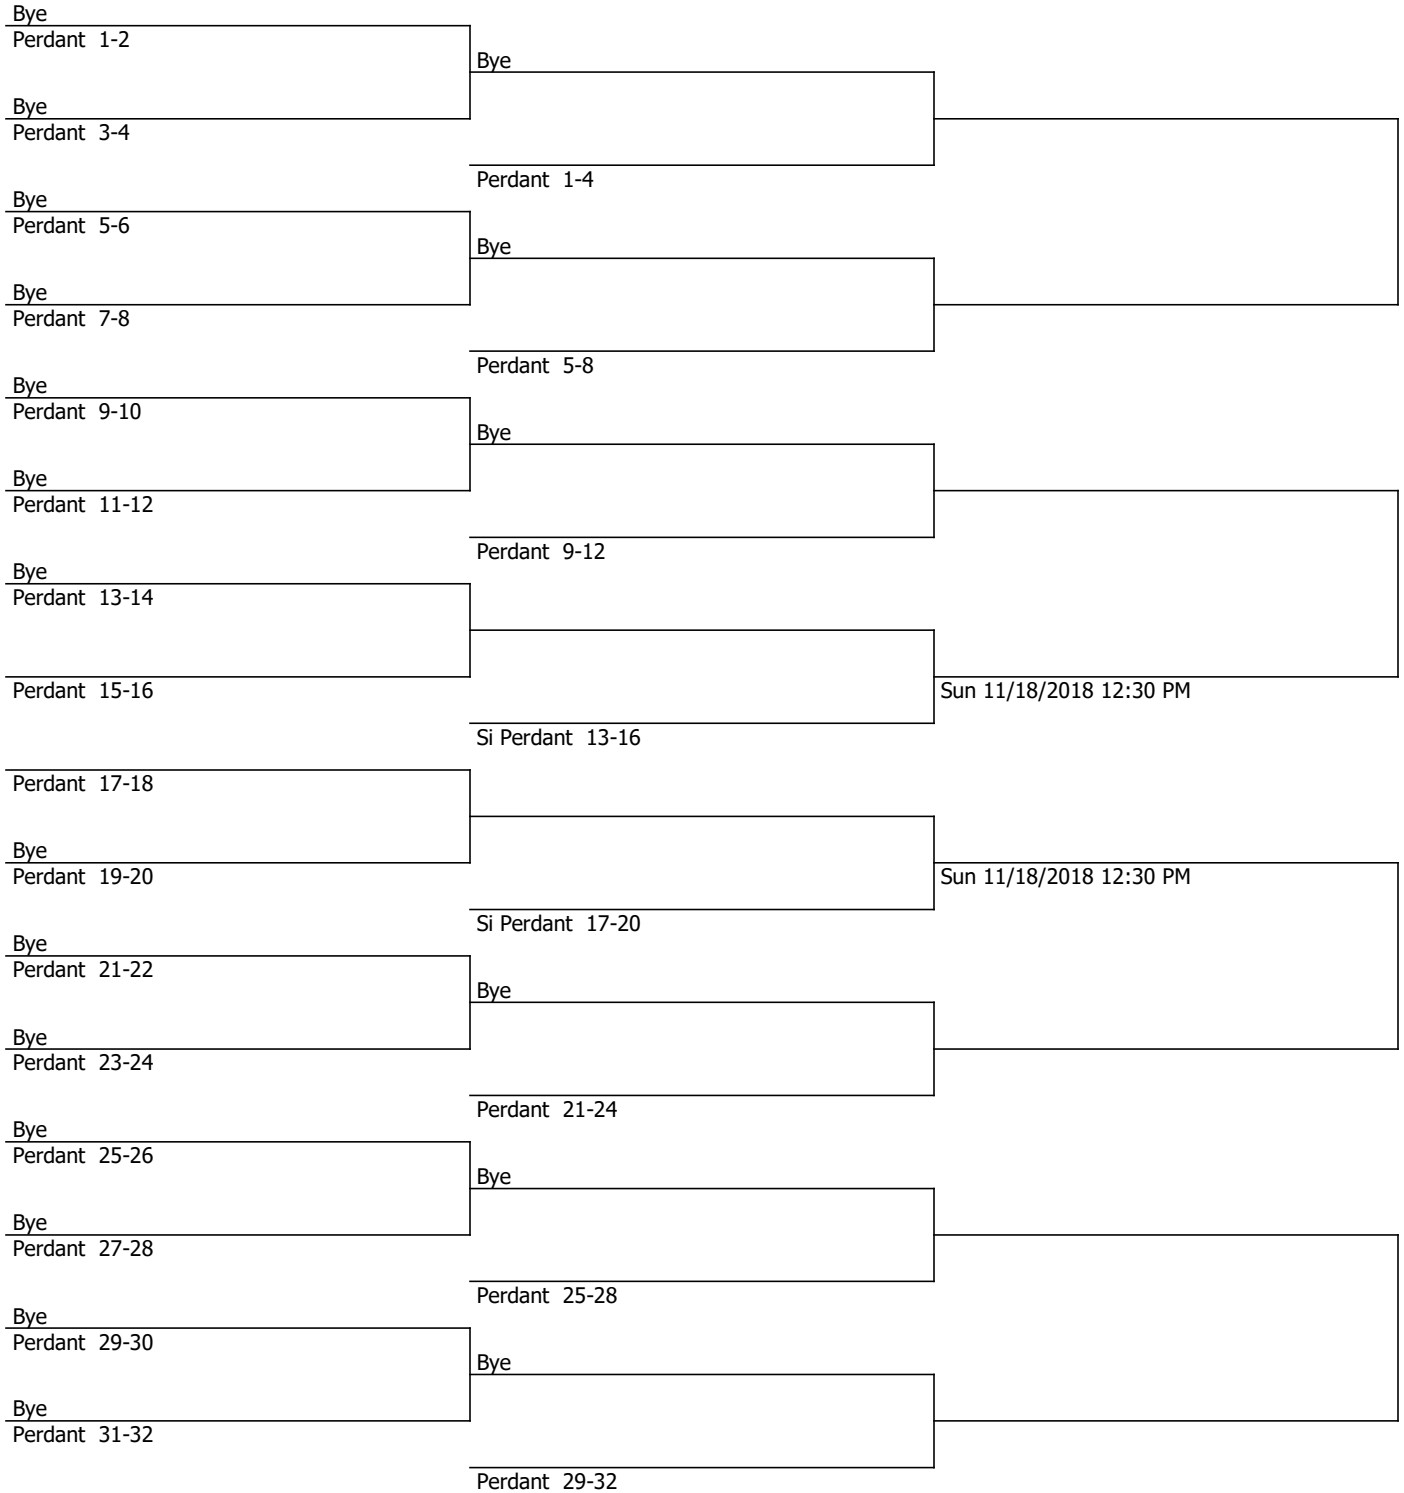 Bye
Perdant 1-2
Bye
Bye
Perdant 3-4
Perdant 1-4
Bye
Perdant 5-6
Bye
Bye
Perdant 7-8
Perdant 5-8
Bye
Perdant 9-10
Bye
Bye
Perdant 11-12
Perdant 9-12
Bye
Perdant 13-14
Perdant 15-16
Sun 11/18/2018 12:30 PM
Si Perdant 13-16
Perdant 17-18
Bye
Perdant 19-20
Sun 11/18/2018 12:30 PM
Si Perdant 17-20
Bye
Perdant 21-22
Bye
Bye
Perdant 23-24
Perdant 21-24
Bye
Perdant 25-26
Bye
Bye
Perdant 27-28
Perdant 25-28
Bye
Perdant 29-30
Bye
Bye
Perdant 31-32
Perdant 29-32